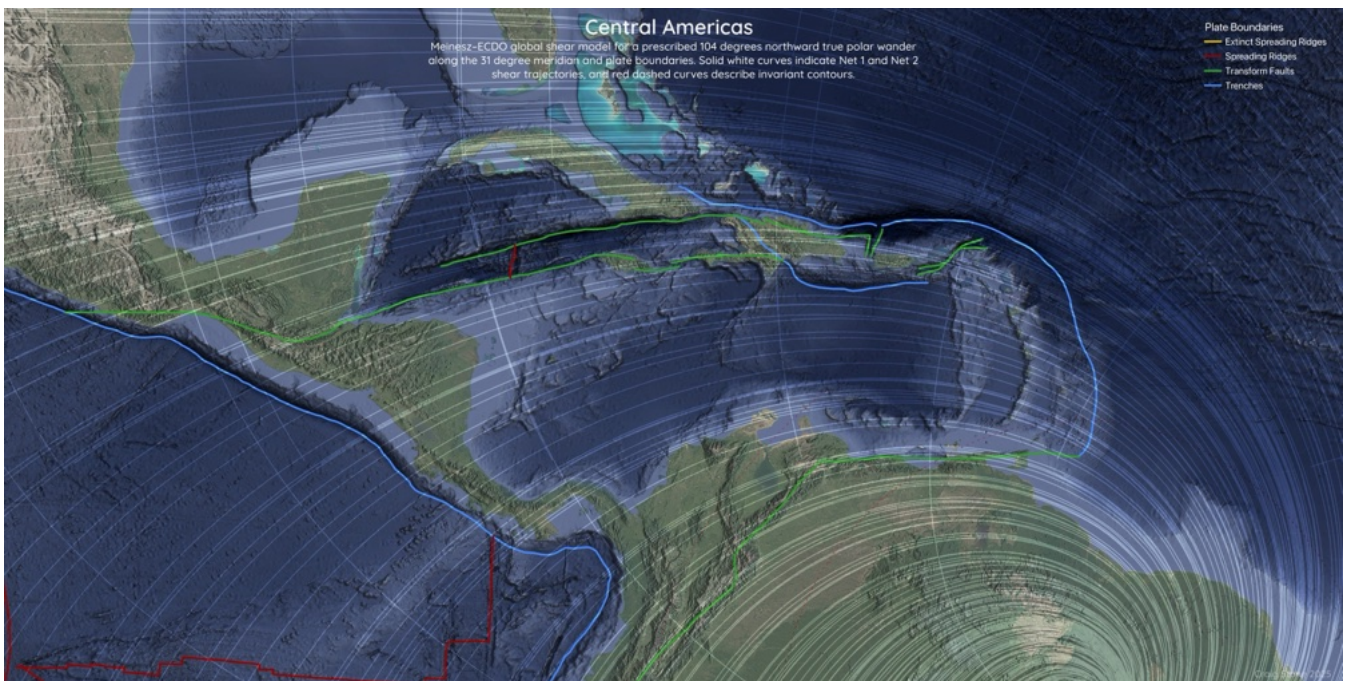 Central Americas
Meinesz-ECDO global shear model for a prescribed 104 degrees northward true polar wander
along the 31 degree meridian and plate boundaries. Solid white curves indicate Net 1 and Net 2
shear trajectories, and red dashed curves describe invariant contours.
Plate Boundaries
Extinct Spreading Ridges
Spreading Ridges
Transform Faults
Trenches